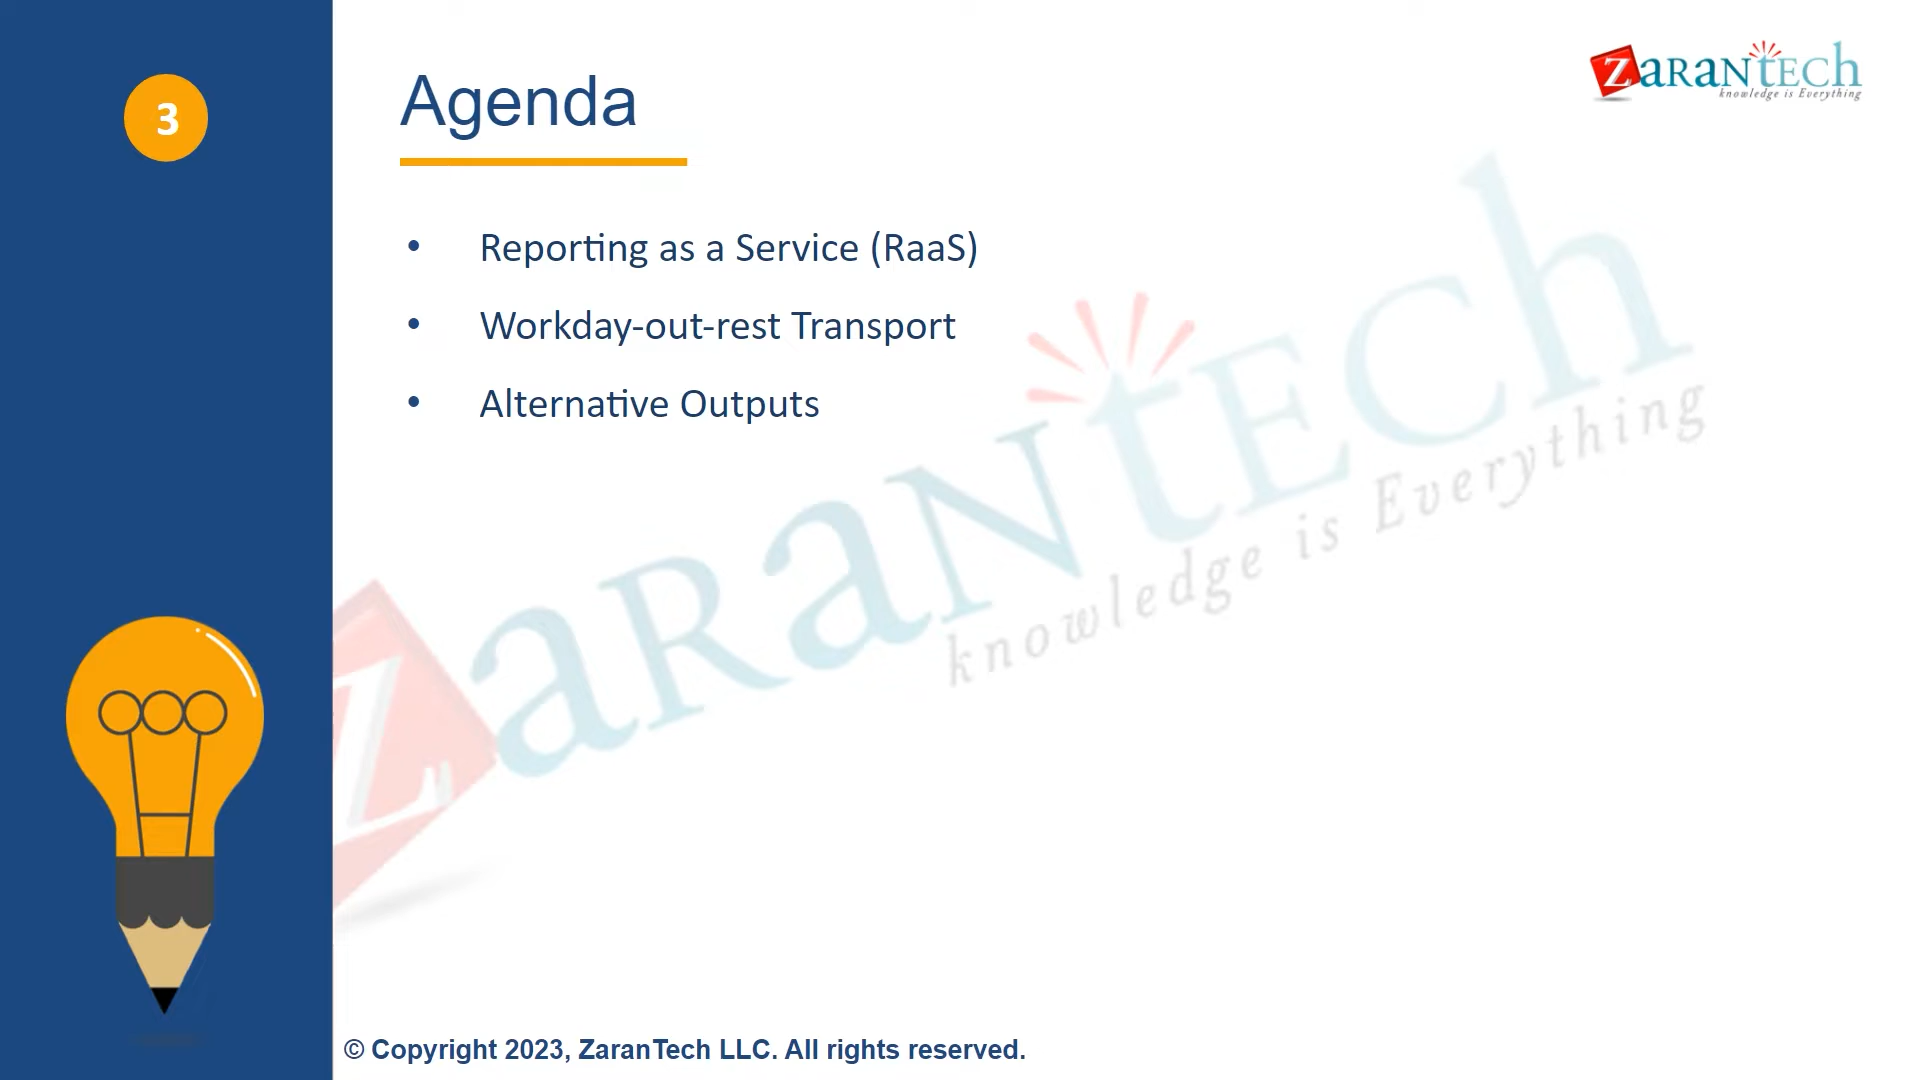 3
Agenda
ZaranTech
knowledge is Everything
• Reporting as a Service (RaaS)
• Workday-out-rest Transport
• Alternative Outputs
ZaranTech
knowledge is Everything
© Copyright 2023, ZaranTech LLC. All rights reserved.